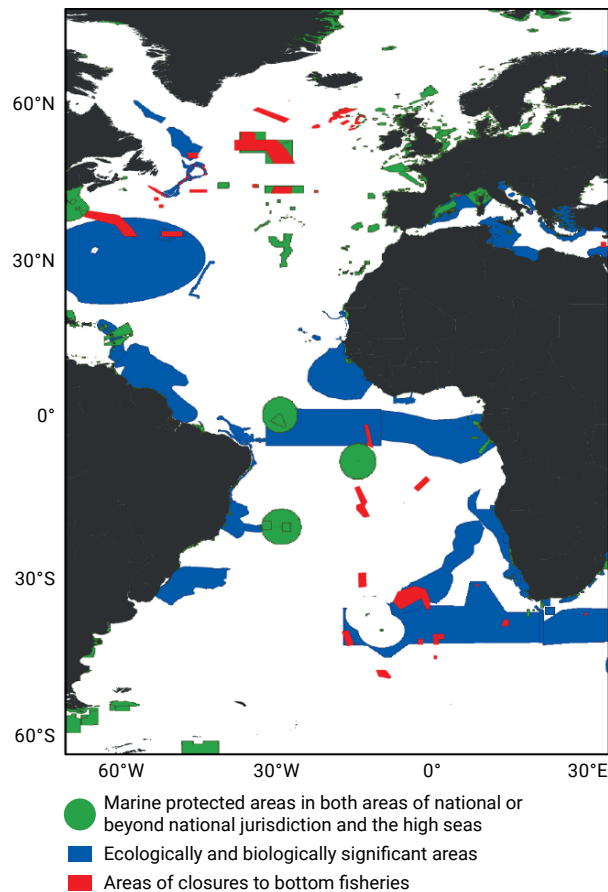 60°N
30°N
0°
30°S
60°S
60°W 30°W 0° 30°E
Marine protected areas in both areas of national or
beyond national jurisdiction and the high seas
Ecologically and biologically significant areas
Areas of closures to bottom fisheries